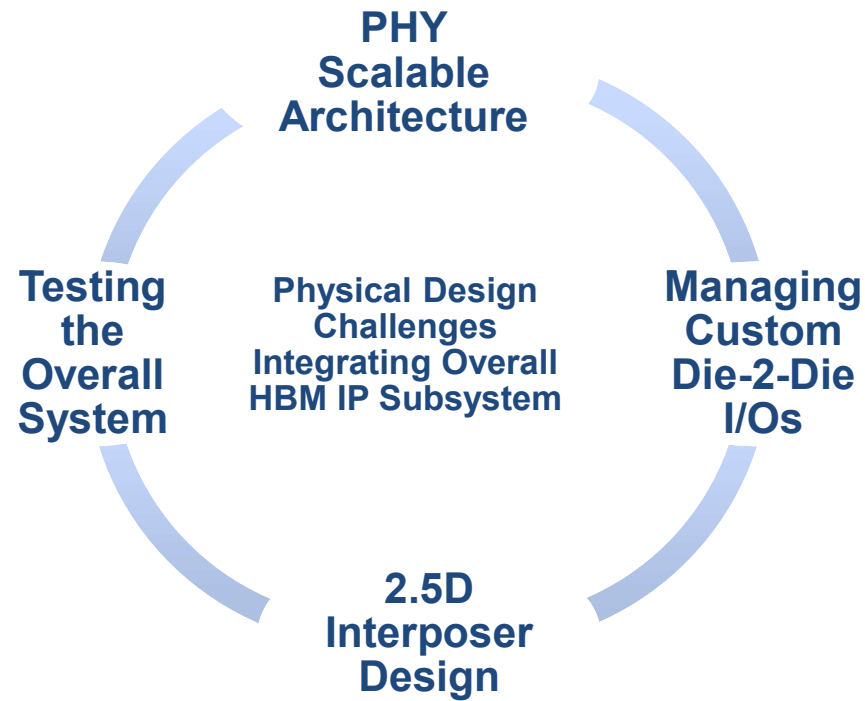 PHY
Scalable
Architecture
Testing
the
Overall
System
Physical Design
Challenges
Integrating Overall
HBM IP Subsystem
Managing
Custom
Die-2-Die
I/Os
2.5D
Interposer
Design